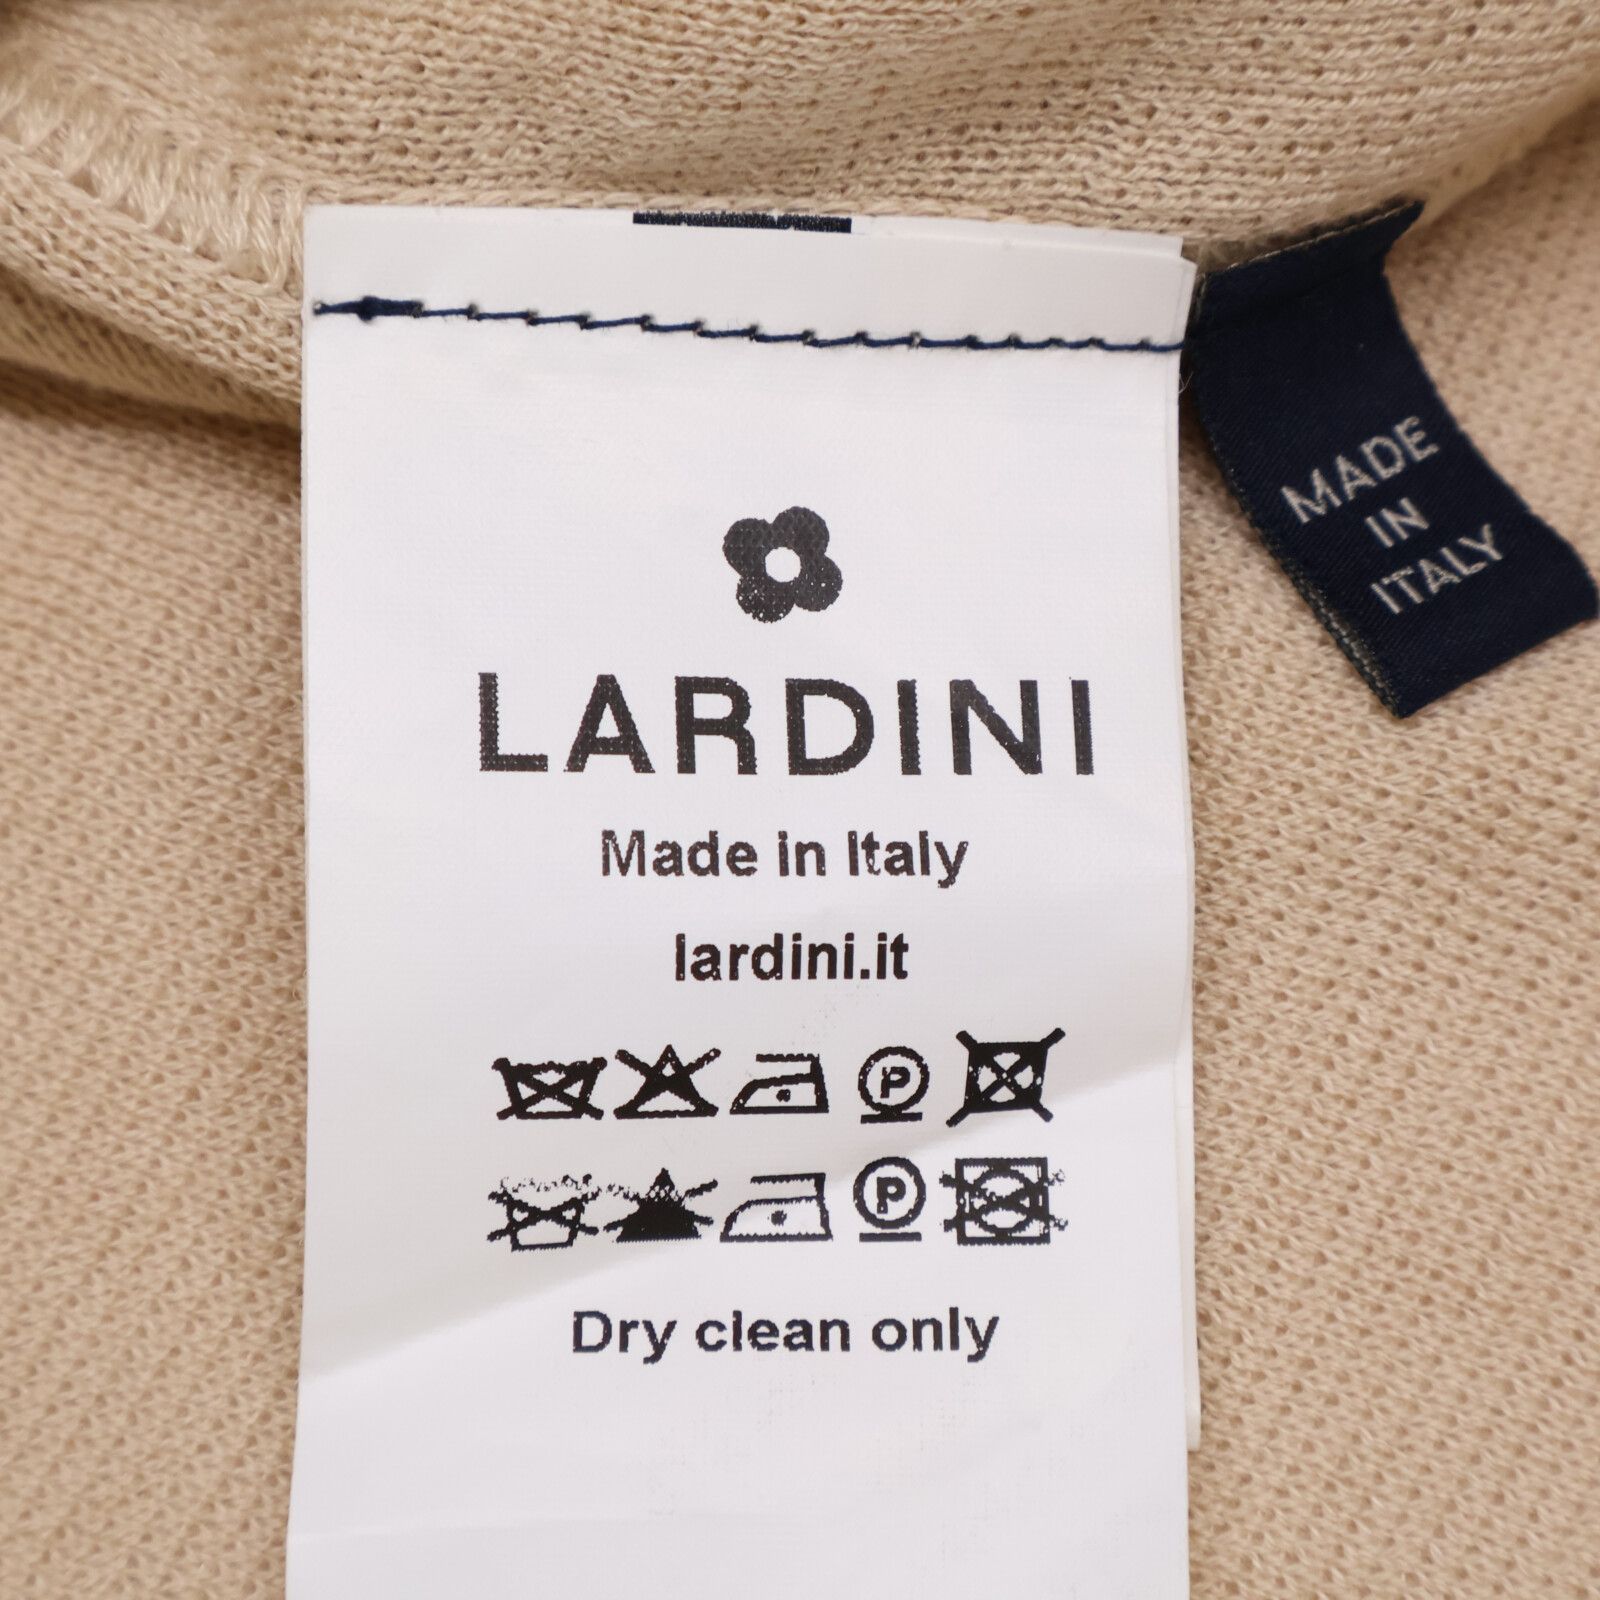 LARDINI
Made in Italy
lardini.it
P
P
Dry clean only
MADE
IN
ITALY